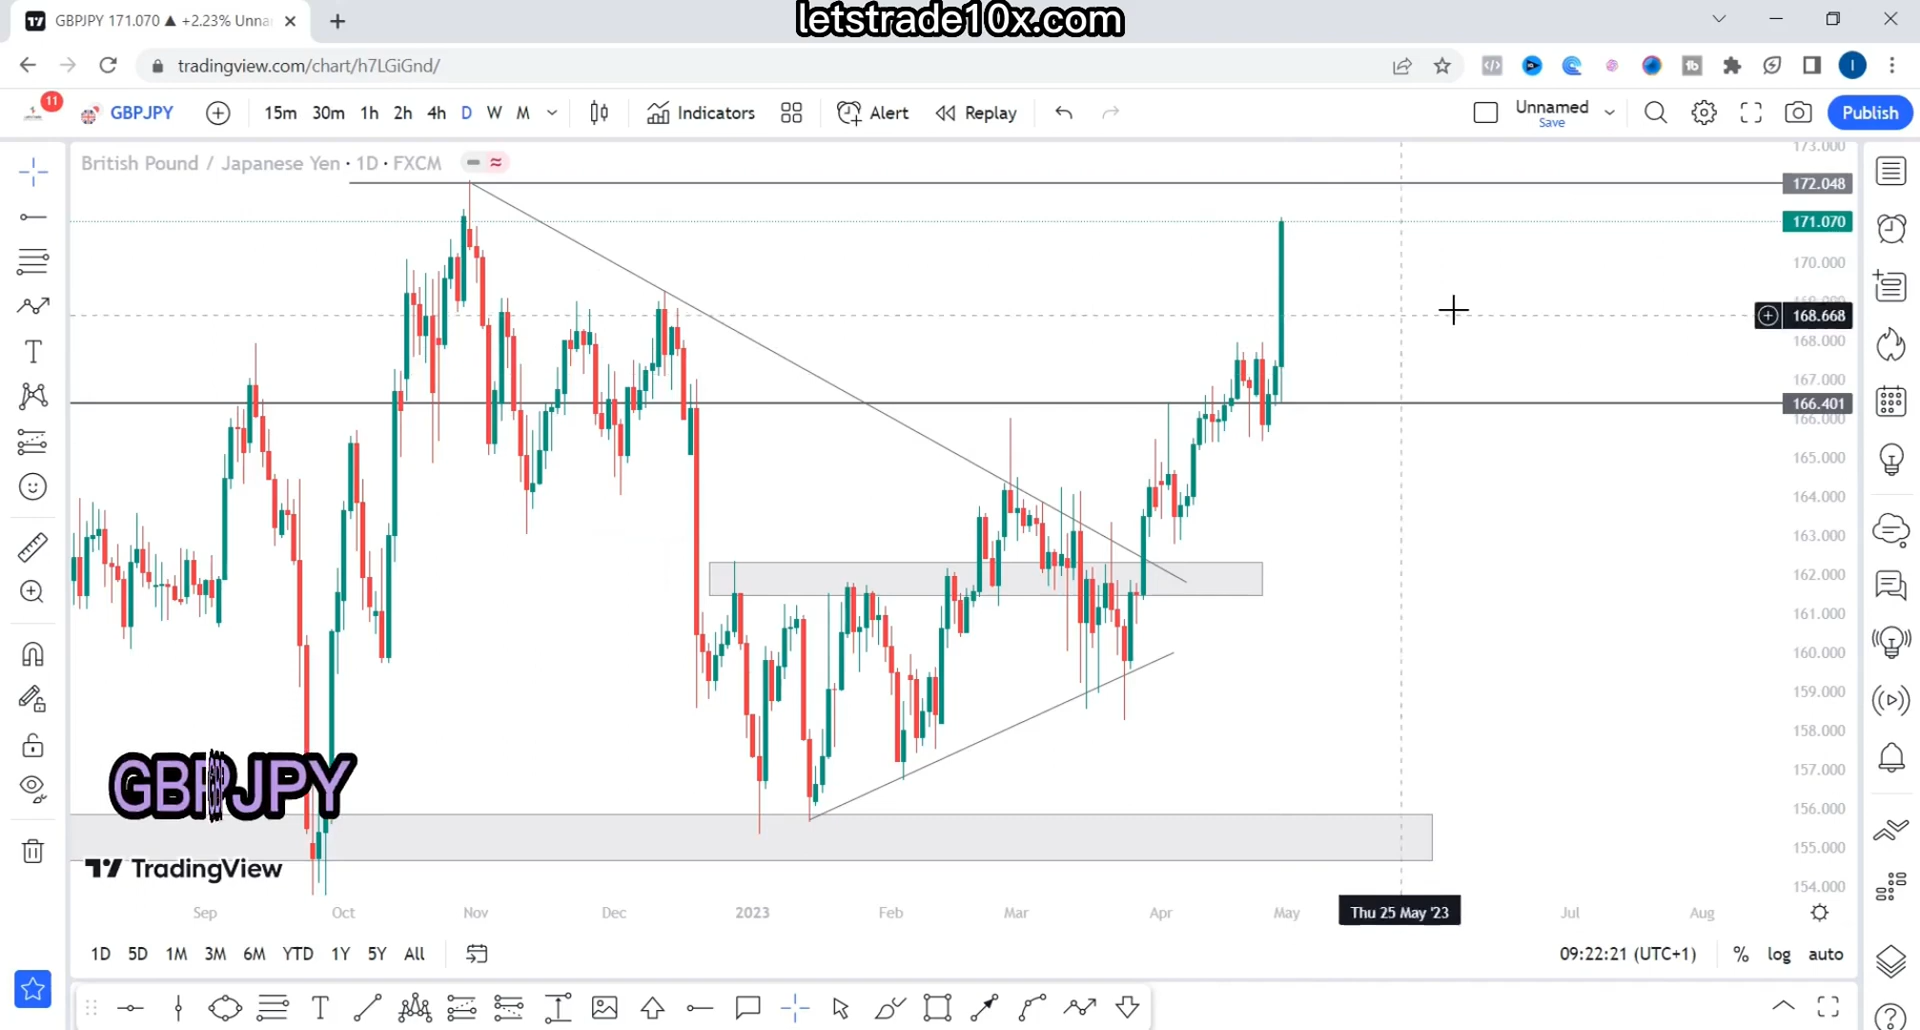 GBPJPY 171.070 ▲ +2.23% Unna
letstrade10x.com
tradingview.com/chart/h7LGiGnd/
11
GBPJPY
15m 30m 1h 2h 4h D W M
Indicators
Alert
Replay
Unnamed
Save
Publish
British Pound / Japanese Yen · 1D · FXCM
173.000
172.048
171.070
170.000
168.668
168.000
167.000
166.401
166.000
165.000
164.000
163.000
162.000
161.000
160.000
159.000
158.000
157.000
156.000
155.000
154.000
GBPJPY
TradingView
Sep Oct Nov Dec 2023 Feb Mar Apr May Thu 25 May '23 Jul Aug
1D 5D 1M 3M 6M YTD 1Y 5Y All
09:22:21 (UTC+1) % log auto